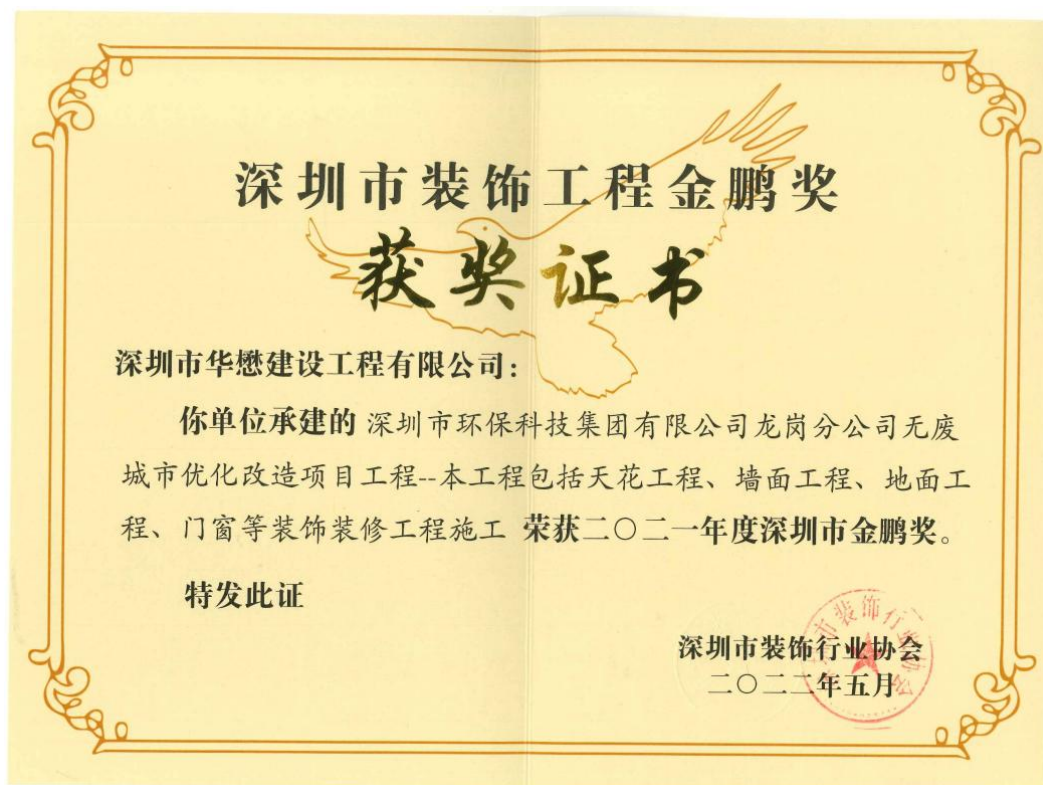 深圳市装饰工程金鹏奖
获奖证书
深圳市华懋建设工程有限公司：
你单位承建的 深圳市环保科技集团有限公司龙岗分公司无废
城市优化改造项目工程--本工程包括天花工程、墙面工程、地面工
程、门窗等装饰装修工程施工 荣获二〇二一年度深圳市金鹏奖。
特发此证
深圳市装饰行业协会
二〇二二年五月